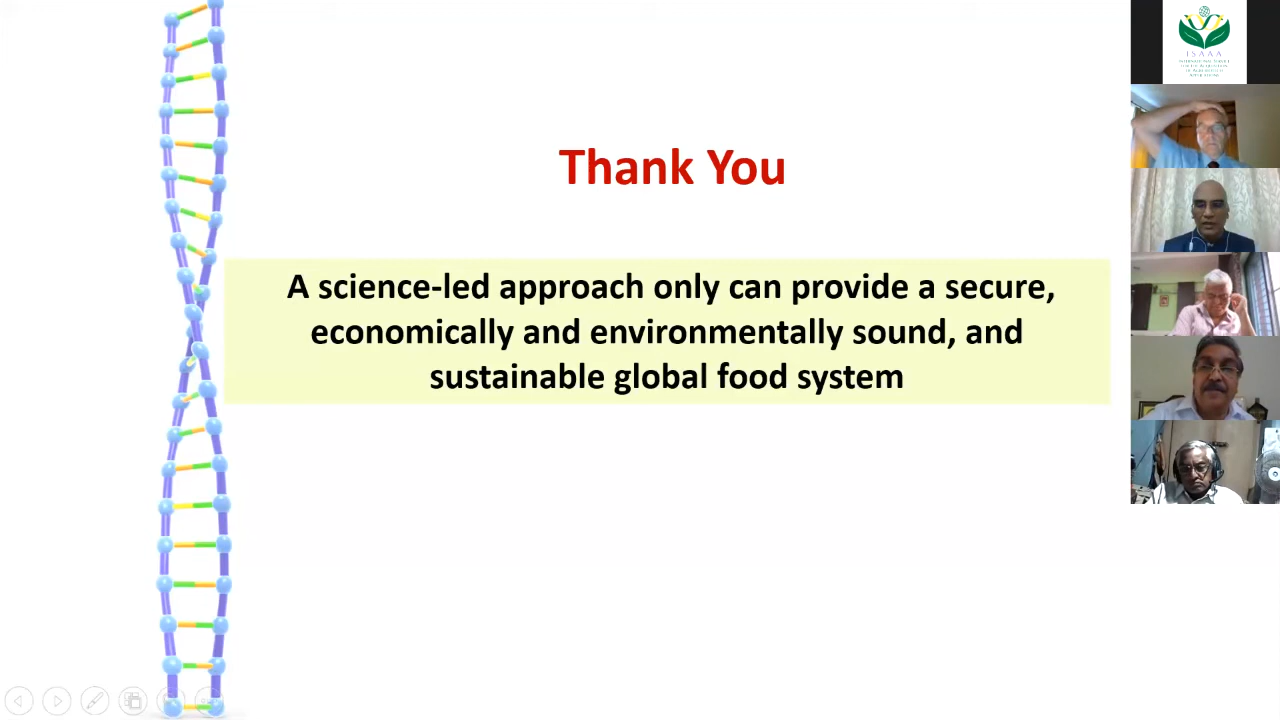 Thank You
A science-led approach only can provide a secure,
economically and environmentally sound, and
sustainable global food system
ISAAA